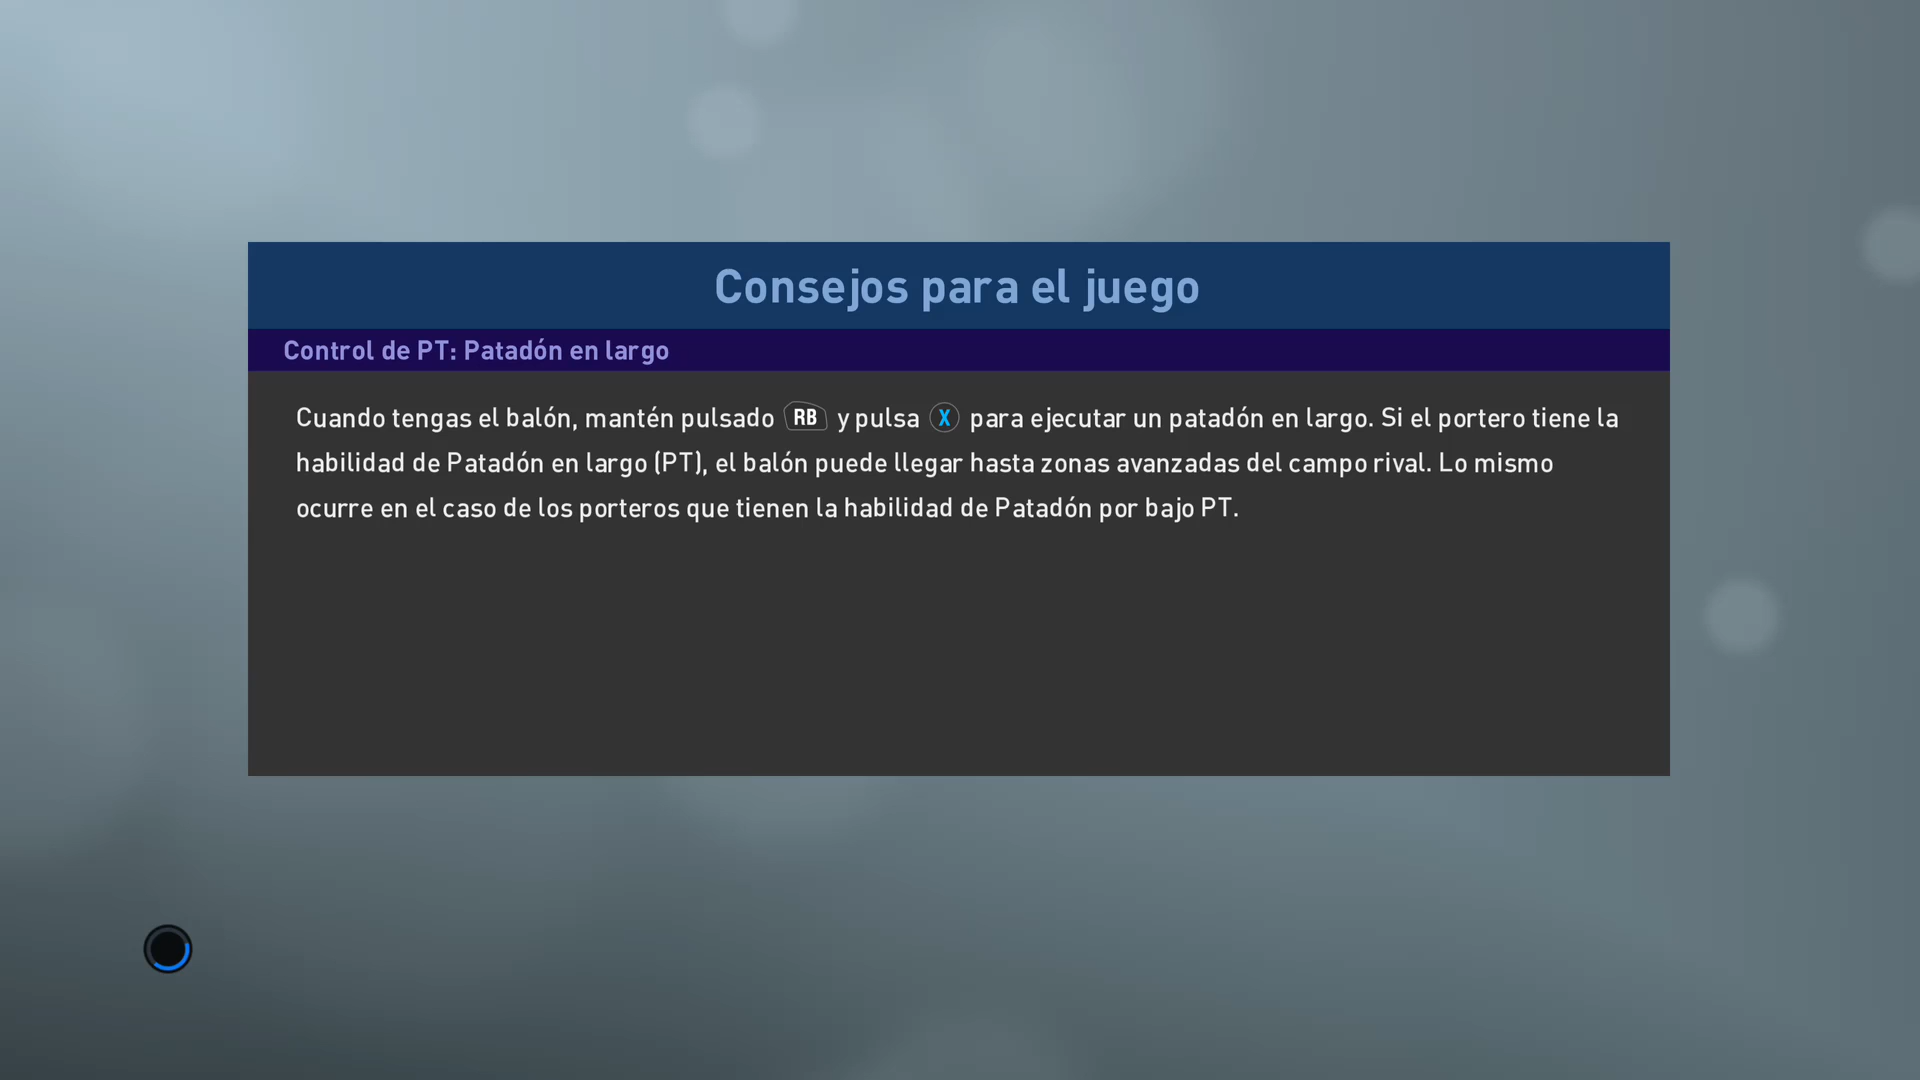 Consejos para el juego
Control de PT: Patadón en largo
Cuando tengas el balón, mantén pulsado RB y pulsa X para ejecutar un patadón en largo. Si el portero tiene la
habilidad de Patadón en largo (PT), el balón puede llegar hasta zonas avanzadas del campo rival. Lo mismo
ocurre en el caso de los porteros que tienen la habilidad de Patadón por bajo PT.